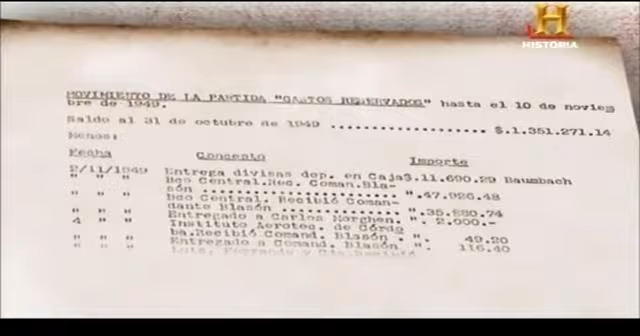 H
HISTORIA
MOVIMIENTO DE LA PARTIDA "GASTOS RESERVADOS" hasta el 10 de noviem
bre de 1949.
Saldo al 31 de octubre de 1949 .................. $.1.351.271.14
Menos:
Fecha Concepto Importe
2/11/1949 Entrega divisas dep. en Caja$.11.690.29 Baumbach
" " " Bco Central.Rec. Coman.Bla-
són .................... ".47.926.48
" " " Bco Central. Recibió Coman-
dante Blasón ............. ".35.880.74
" " " Entregado a Carlos Morghen. ". 2.000.-
4 " " Instituto Aerotec. de Córdo
ba.Recibió Comand. Blasón . ". 49.20
" " " Entregado a Comand. Blasón ". 116.40
" " "